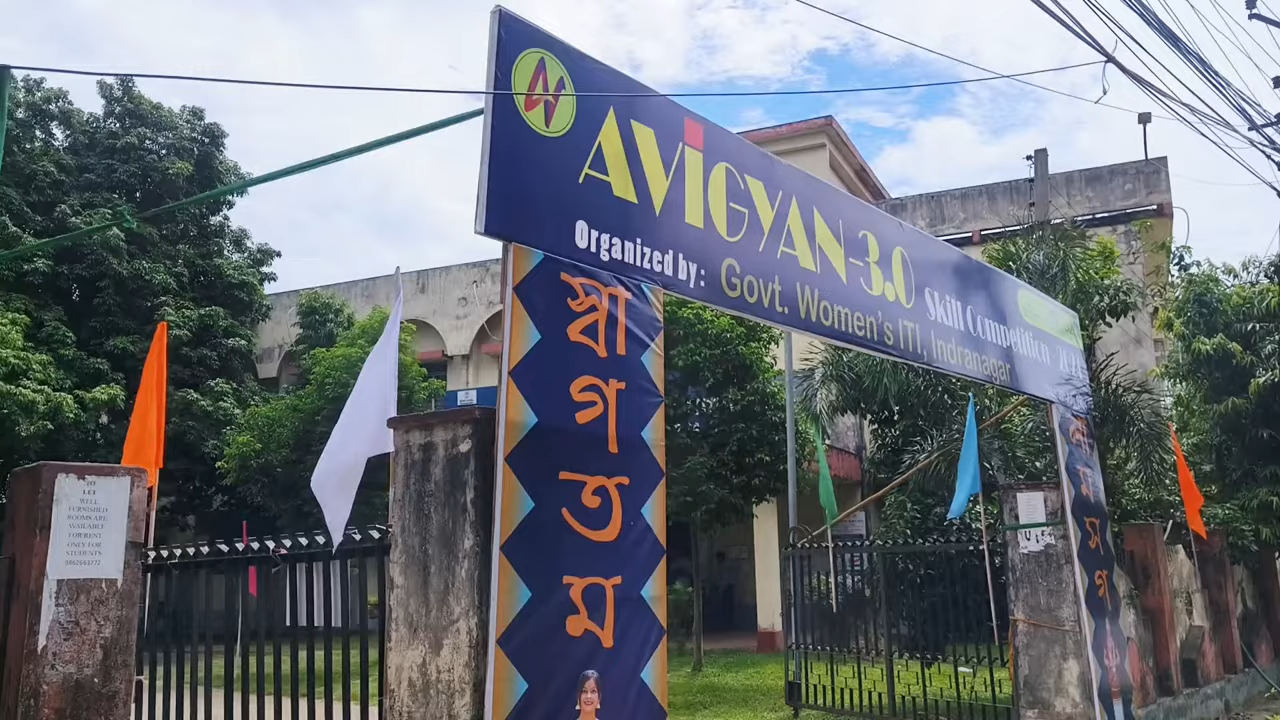 AViGYAN-3.0 Skill Competition
Organized by: Govt. Women's ITI, Indranagar
স্বা
গ
ত
ম
TO
LET
WELL
FURNISHED
ROOMS ARE
VAILABLE
FOR RENT
ONLY FOR
STUDENTS